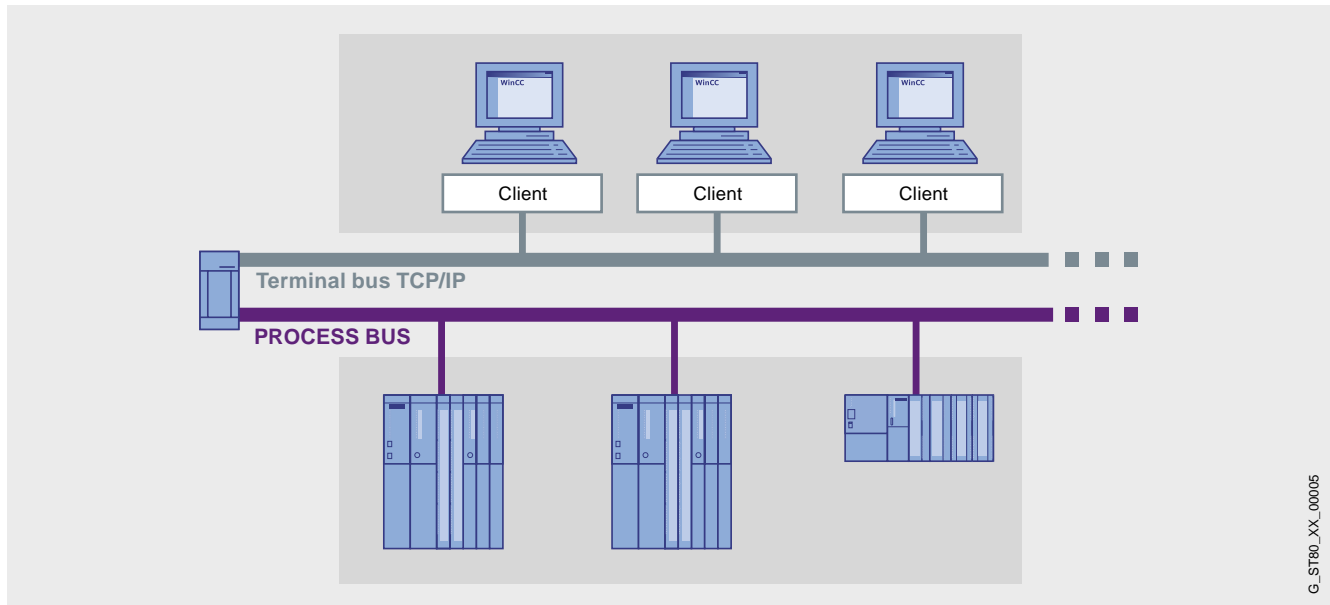 WinCC
WinCC
WinCC
Client
Client
Client
Terminal bus TCP/IP
PROCESS BUS
G_ST80_XX_00005